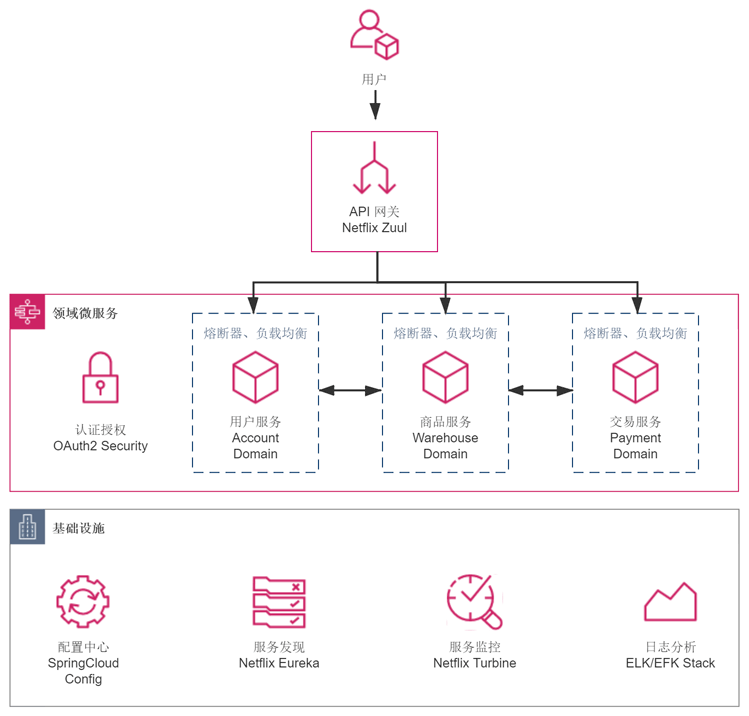 用户
API 网关
Netflix Zuul
领域微服务
熔断器、负载均衡
熔断器、负载均衡
熔断器、负载均衡
认证授权
OAuth2 Security
用户服务
Account
Domain
商品服务
Warehouse
Domain
交易服务
Payment
Domain
基础设施
配置中心
SpringCloud
Config
服务发现
Netflix Eureka
服务监控
Netflix Turbine
日志分析
ELK/EFK Stack